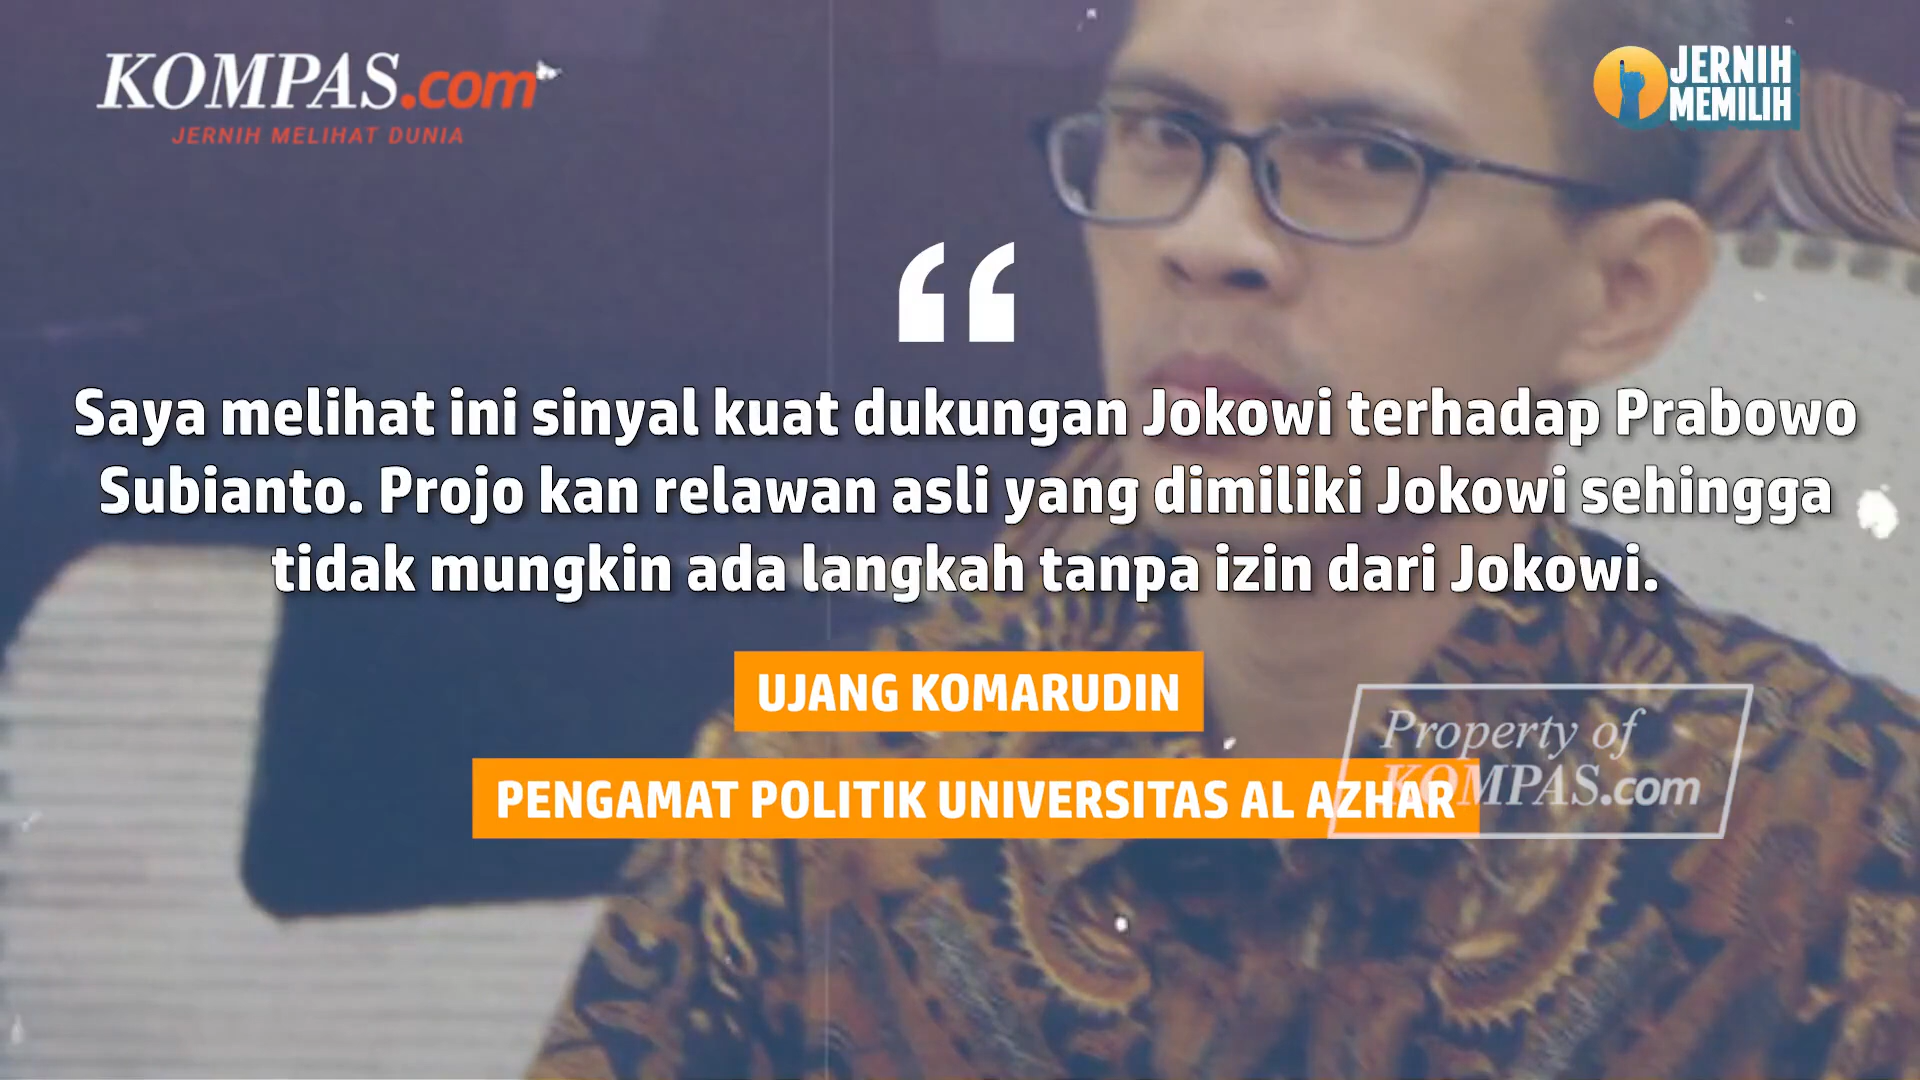 KOMPAS.com
JERNIH MELIHAT DUNIA
JERNIH
MEMILIH
Saya melihat ini sinyal kuat dukungan Jokowi terhadap Prabowo
Subianto. Projo kan relawan asli yang dimiliki Jokowi sehingga
tidak mungkin ada langkah tanpa izin dari Jokowi.
UJANG KOMARUDIN
PENGAMAT POLITIK UNIVERSITAS AL AZHAR
Property of
KOMPAS.com